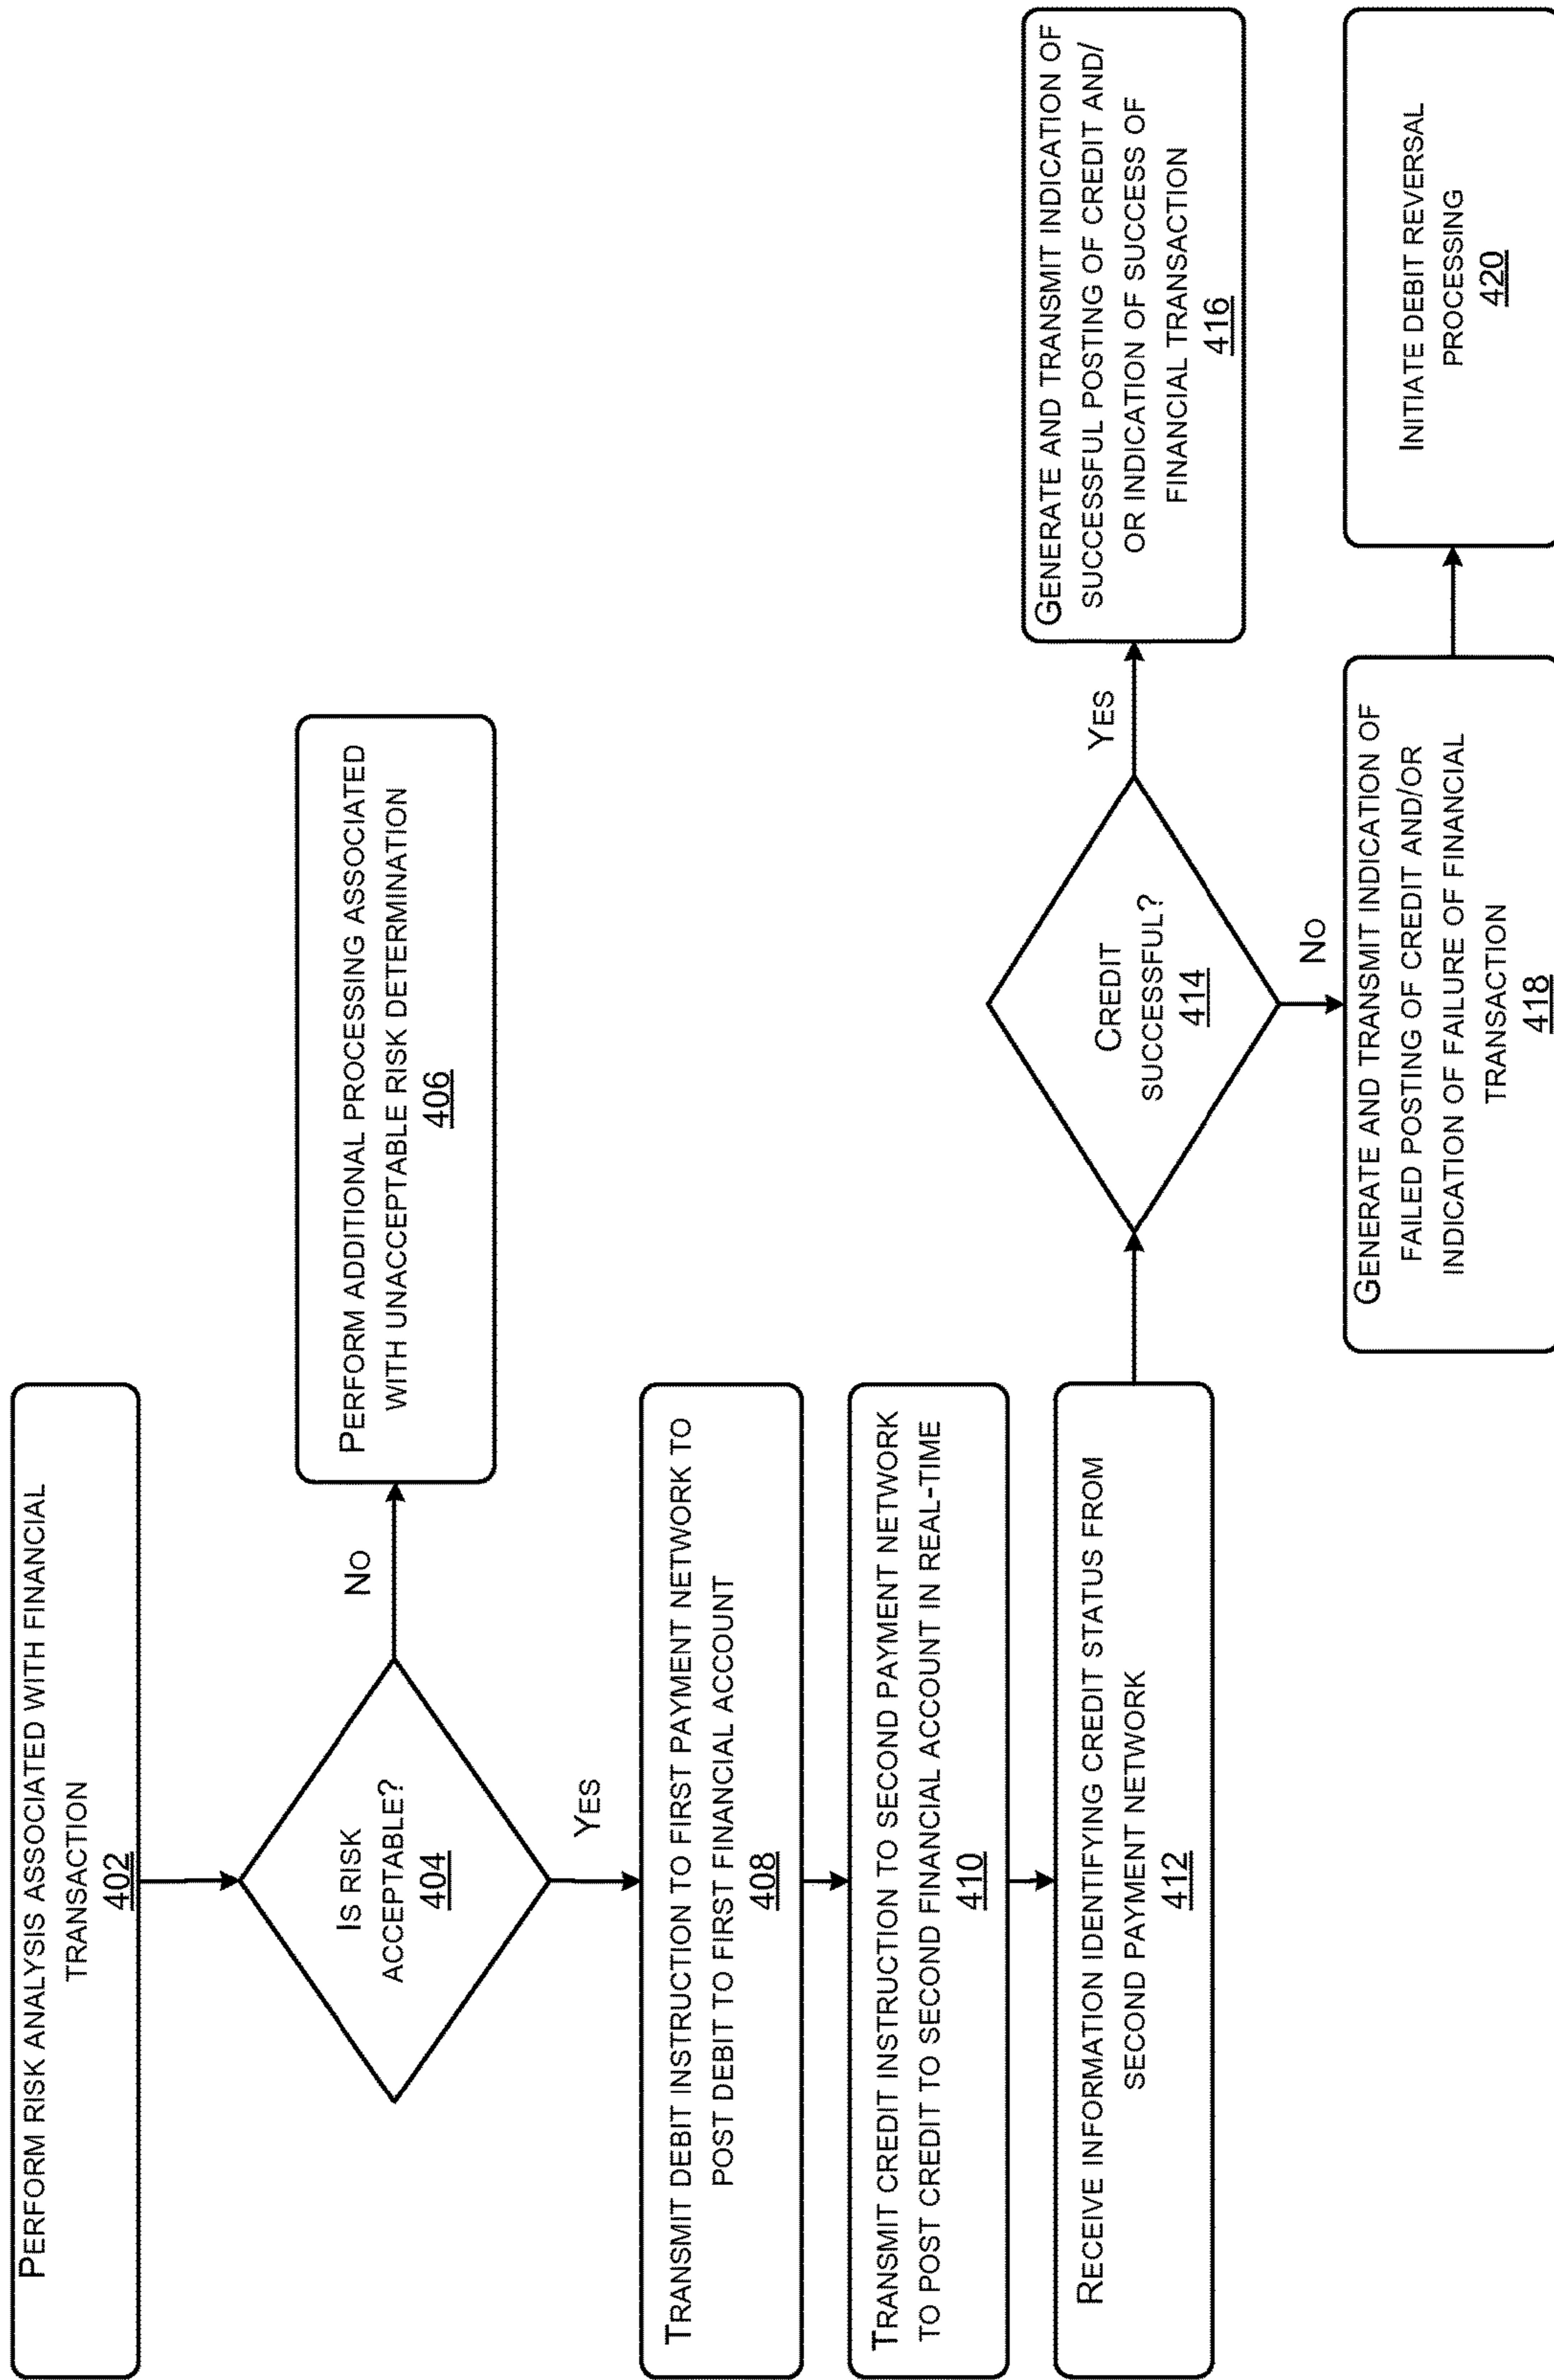 PERFORM RISK ANALYSIS ASSOCIATED WITH FINANCIAL
TRANSACTION
402
IS RISK
ACCEPTABLE?
404
NO
PERFORM ADDITIONAL PROCESSING ASSOCIATED
WITH UNACCEPTABLE RISK DETERMINATION
406
YES
TRANSMIT DEBIT INSTRUCTION TO FIRST PAYMENT NETWORK TO
POST DEBIT TO FIRST FINANCIAL ACCOUNT
408
TRANSMIT CREDIT INSTRUCTION TO SECOND PAYMENT NETWORK
TO POST CREDIT TO SECOND FINANCIAL ACCOUNT IN REAL-TIME
410
RECEIVE INFORMATION IDENTIFYING CREDIT STATUS FROM
SECOND PAYMENT NETWORK
412
CREDIT
SUCCESSFUL?
414
YES
GENERATE AND TRANSMIT INDICATION OF
SUCCESSFUL POSTING OF CREDIT AND/
OR INDICATION OF SUCCESS OF
FINANCIAL TRANSACTION
416
NO
GENERATE AND TRANSMIT INDICATION OF
FAILED POSTING OF CREDIT AND/OR
INDICATION OF FAILURE OF FINANCIAL
TRANSACTION
418
INITIATE DEBIT REVERSAL
PROCESSING
420